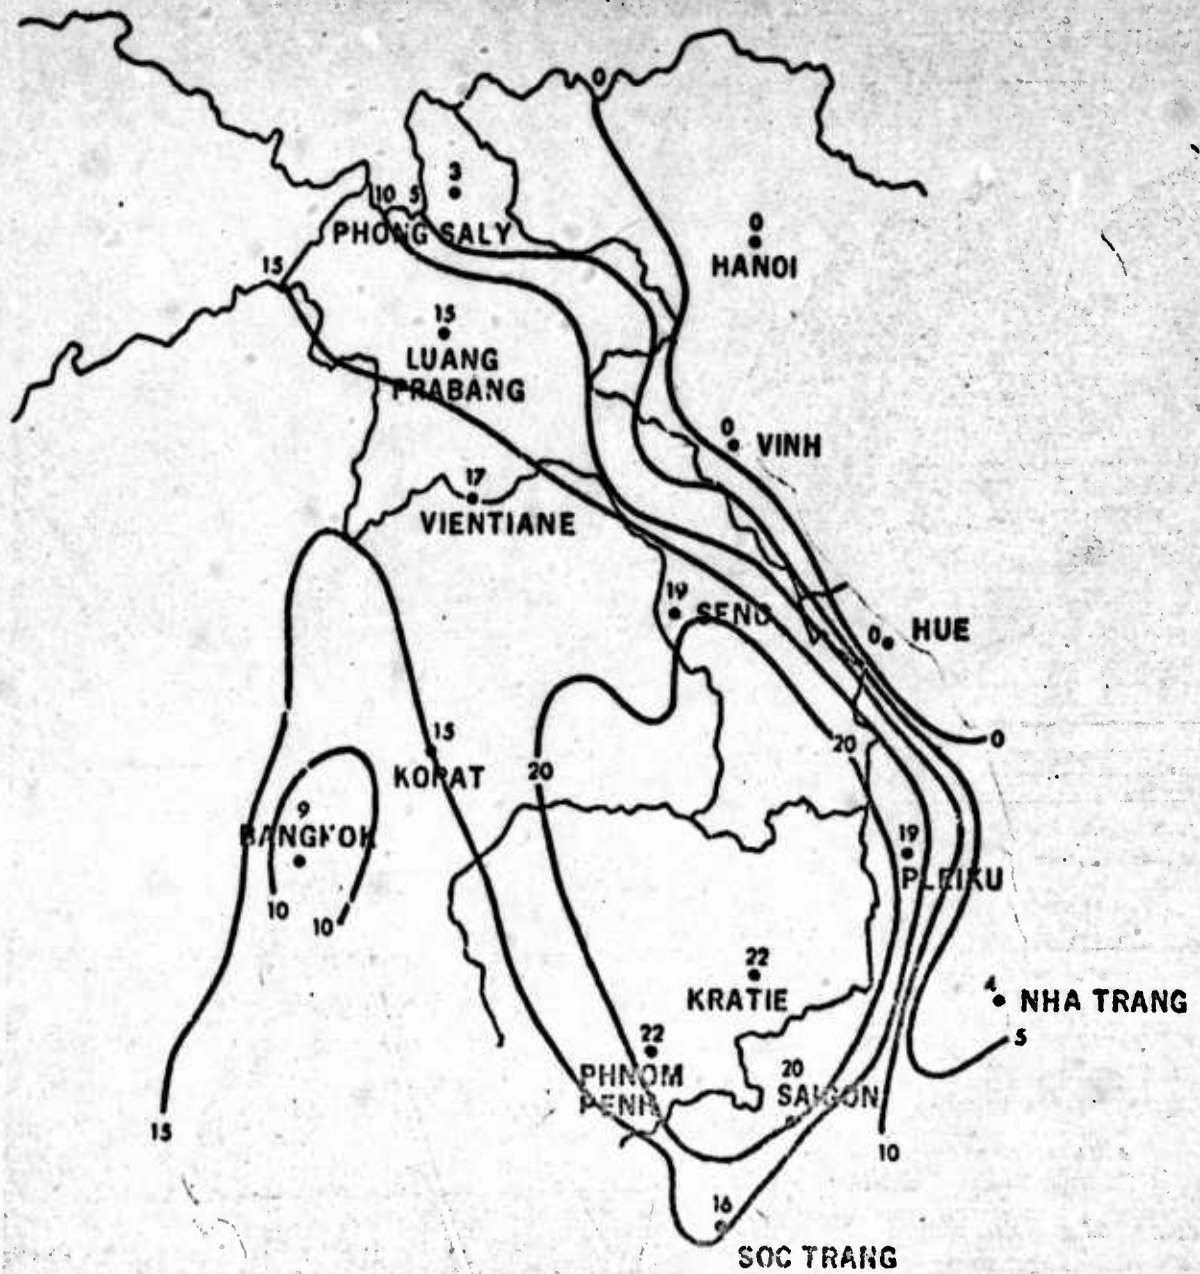 0
3
10 5
PHONG SALY
0
HANOI
15
15
LUANG
PRABANG
0
VINH
17
VIENTIANE
19
SENO
0
HUE
0
15
KORAT
20
20
9
BANGKOK
10
10
19
PLEIKU
22
KRATIE
4
NHA TRANG
5
22
PHNOM
PENH
20
SAIGON
15
10
16
SOC TRANG